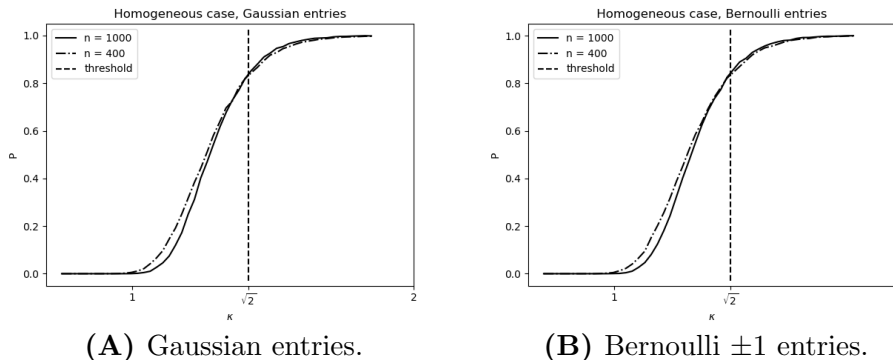 Homogeneous case, Gaussian entries
n = 1000
n = 400
threshold
P
1.0
0.8
0.6
0.4
0.2
0.0
1
√2
2
κ
(A) Gaussian entries.
Homogeneous case, Bernoulli entries
n = 1000
n = 400
threshold
P
1.0
0.8
0.6
0.4
0.2
0.0
1
√2
κ
(B) Bernoulli ±1 entries.